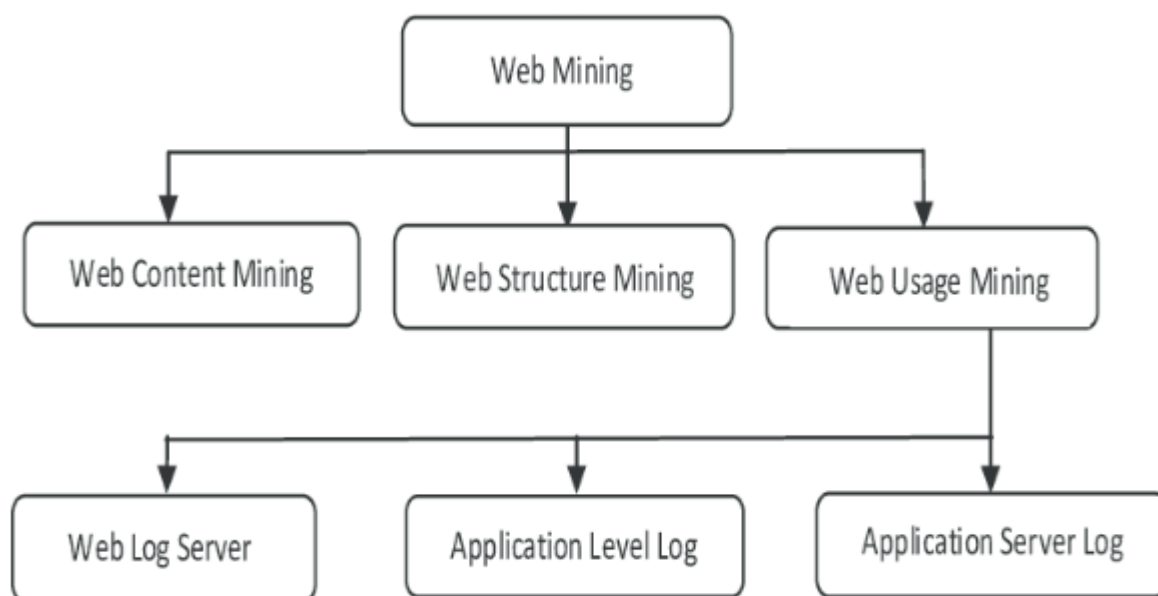 Web Mining
Web Content Mining
Web Structure Mining
Web Usage Mining
Web Log Server
Application Level Log
Application Server Log